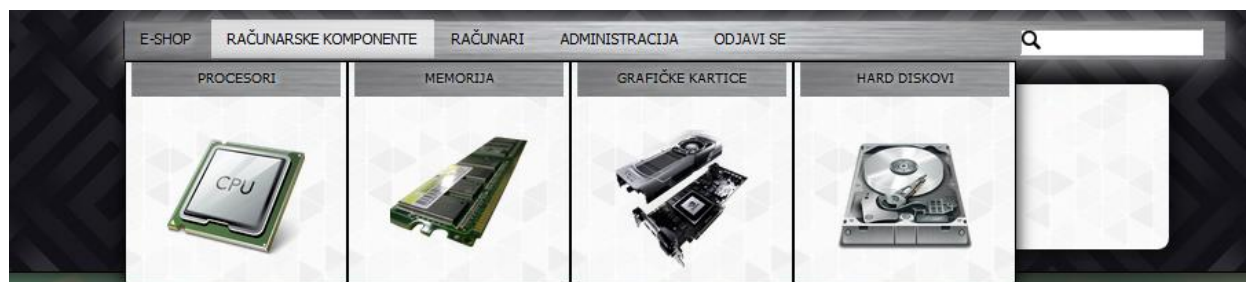 E-SHOP RAČUNARSKE KOMPONENTE RAČUNARI ADMINISTRACIJA ODJAVI SE
PROCESORI MEMORIJA GRAFIČKE KARTICE HARD DISKOVI
CPU